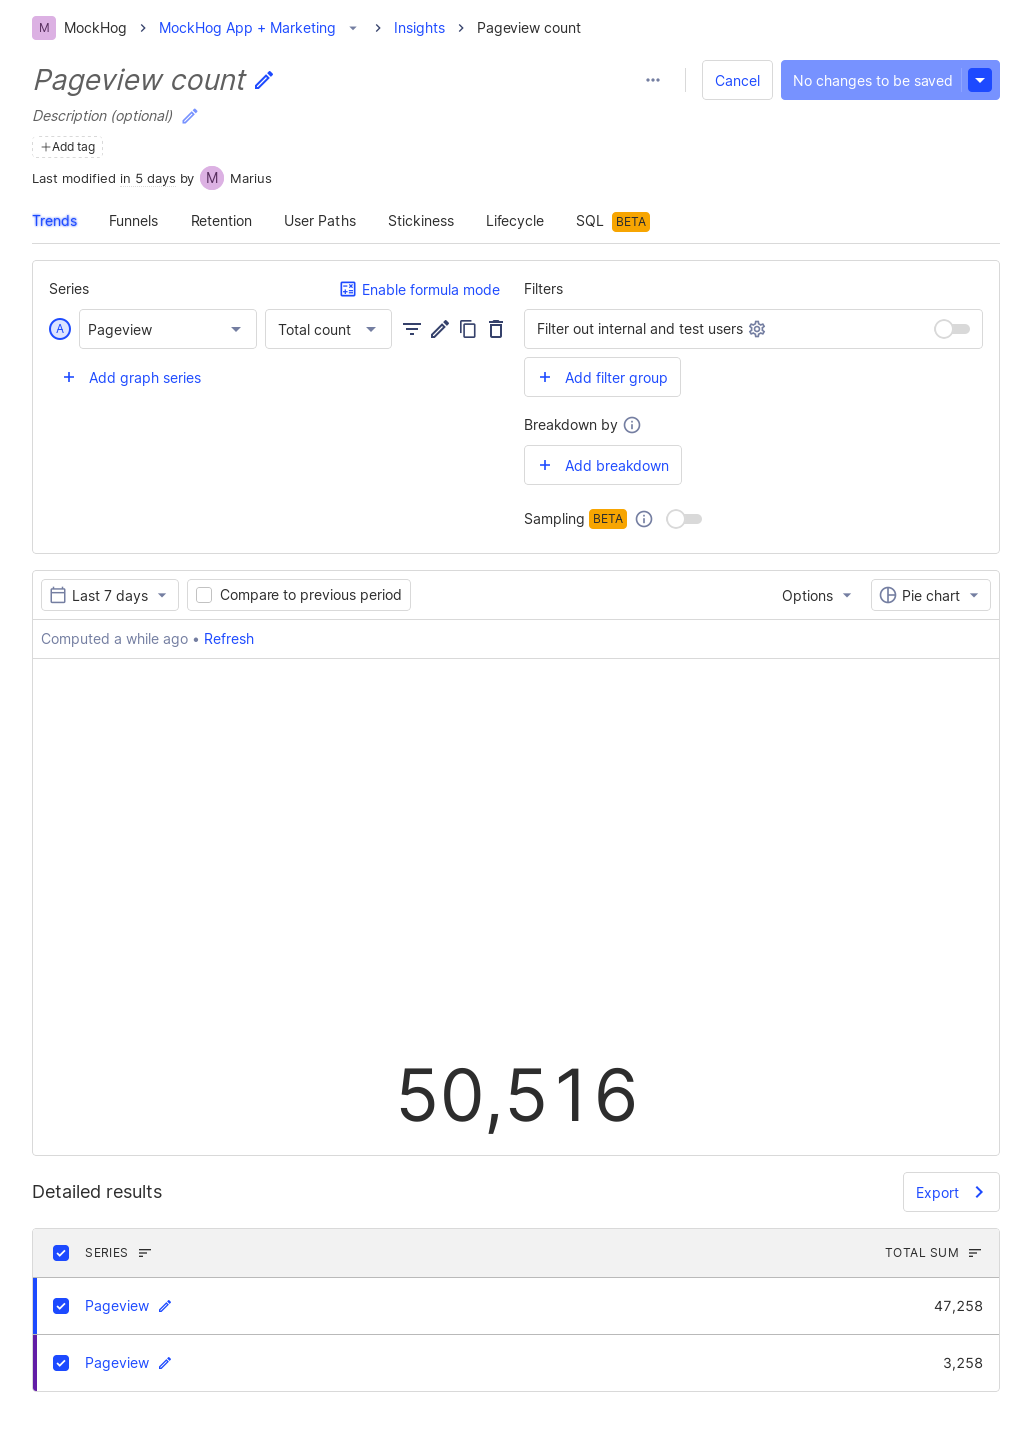 M MockHog MockHog App + Marketing Insights Pageview count
Pageview count
Cancel No changes to be saved
Description (optional)
Add tag
Last modified in 5 days by M Marius
Trends Funnels Retention User Paths Stickiness Lifecycle SQL BETA
Series Enable formula mode
A Pageview Total count
Add graph series
Filters
Filter out internal and test users
Add filter group
Breakdown by
Add breakdown
Sampling BETA
Last 7 days Compare to previous period Options Pie chart
Computed a while ago • Refresh
50,516
Detailed results Export
SERIES TOTAL SUM
Pageview 47,258
Pageview 3,258